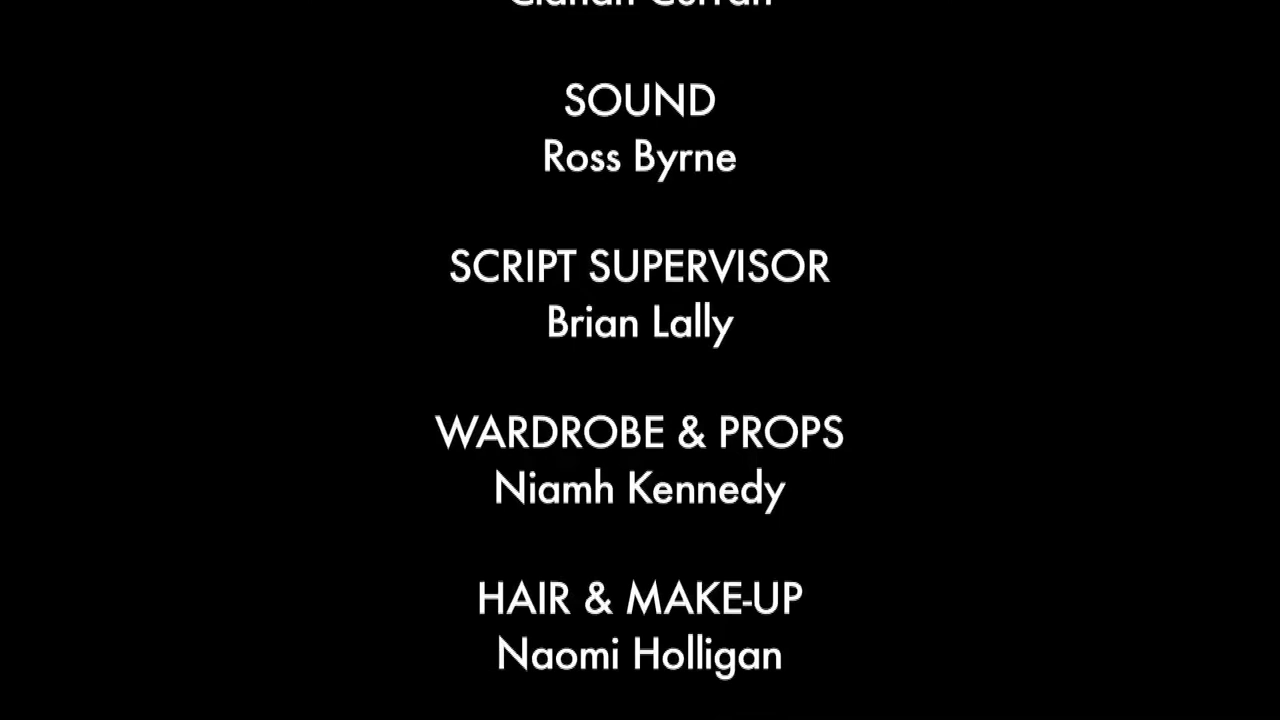 SOUND
Ross Byrne
SCRIPT SUPERVISOR
Brian Lally
WARDROBE & PROPS
Niamh Kennedy
HAIR & MAKE-UP
Naomi Holligan